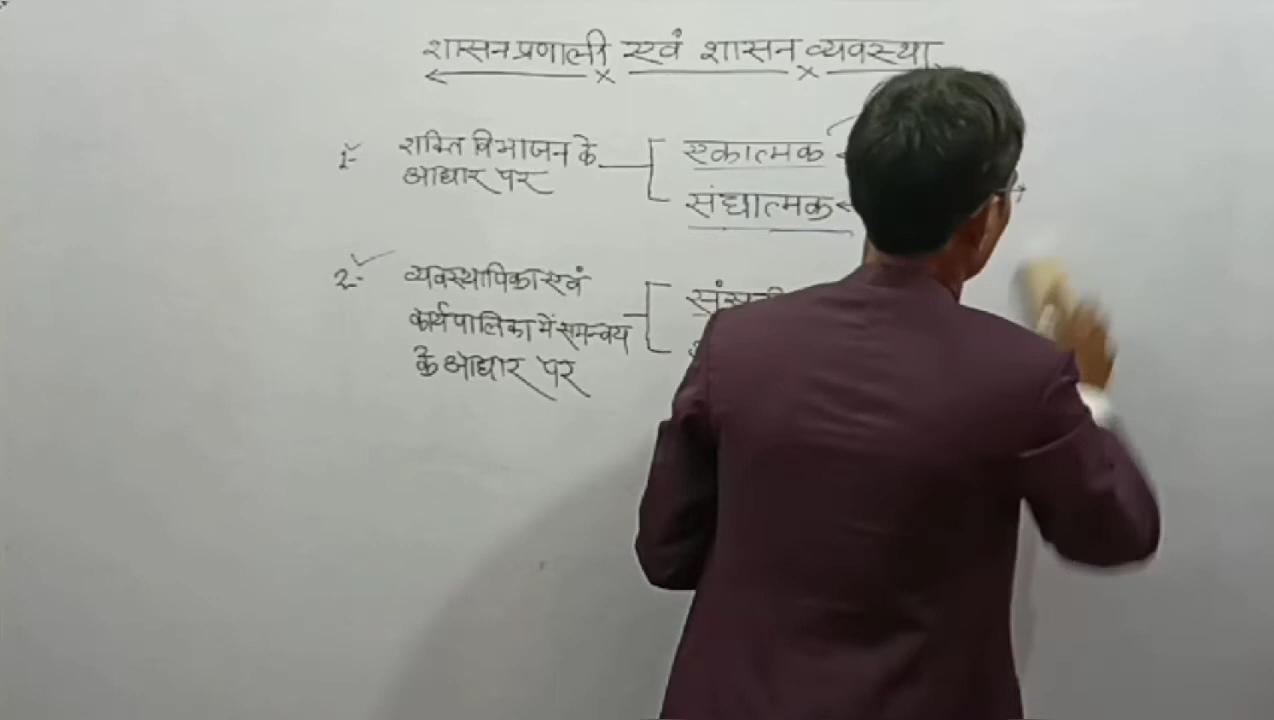 शासन प्रणाली एवं शासन व्यवस्था
1- शक्ति विभाजन के
आधार पर
एकात्मक
संघात्मक
2- व्यवस्थापिका एवं
कार्यपालिका में समन्वय
के आधार पर